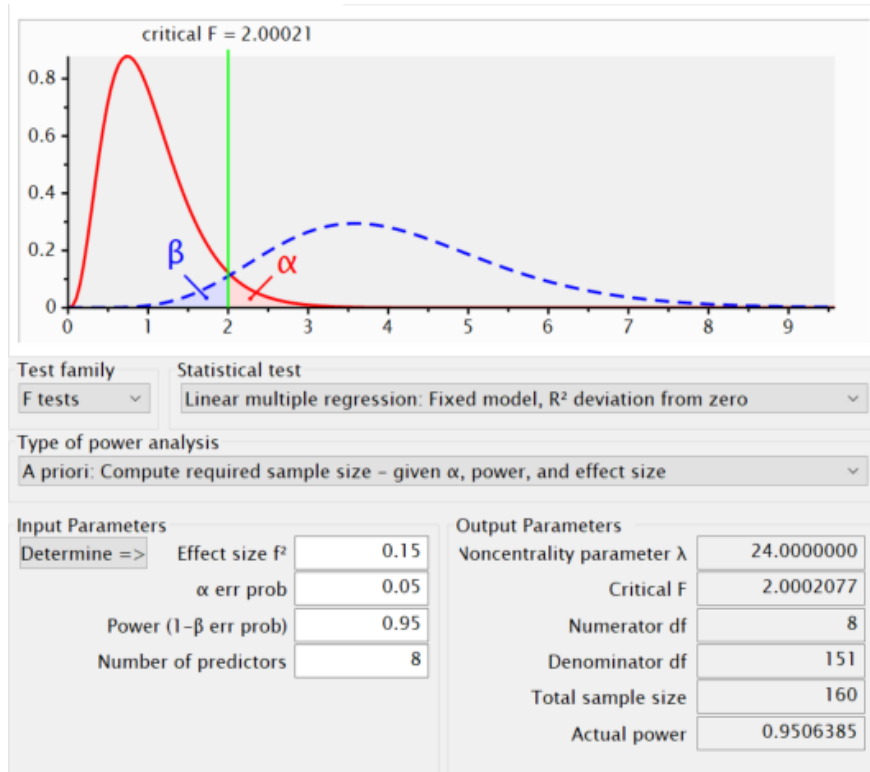 critical F = 2.00021
0.8
0.6
0.4
0.2
0
β
α
0 1 2 3 4 5 6 7 8 9
Test family Statistical test
F tests Linear multiple regression: Fixed model, R² deviation from zero
Type of power analysis
A priori: Compute required sample size – given α, power, and effect size
Input Parameters Output Parameters
Determine => Effect size f² 0.15 Noncentrality parameter λ 24.0000000
α err prob 0.05 Critical F 2.0002077
Power (1-β err prob) 0.95 Numerator df 8
Number of predictors 8 Denominator df 151
Total sample size 160
Actual power 0.9506385